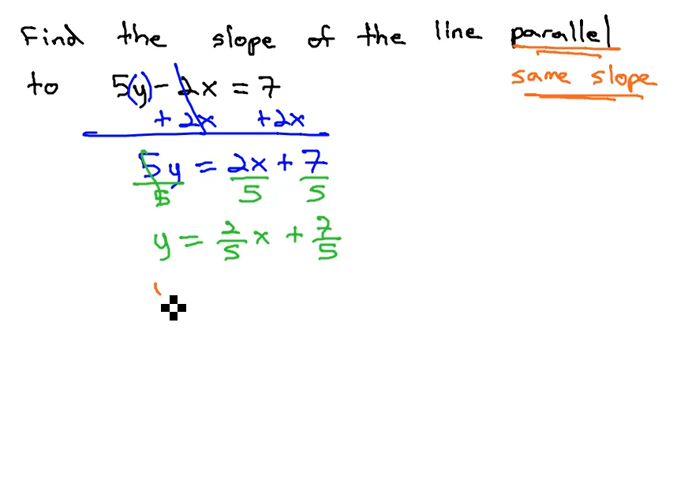 Find the slope of the line parallel
to 5(y) - 2x = 7 same slope
+ 2x +2x
5y = 2x + 7
5 5 5
y = 2/5 x + 7/5